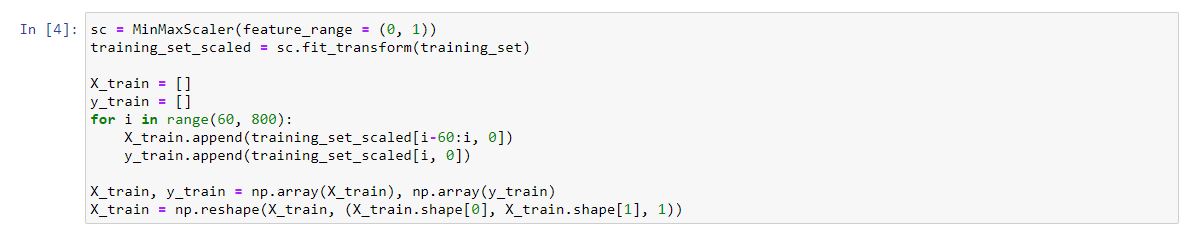 In [4]: sc = MinMaxScaler(feature_range = (0, 1))
training_set_scaled = sc.fit_transform(training_set)
X_train = []
y_train = []
for i in range(60, 800):
    X_train.append(training_set_scaled[i-60:i, 0])
    y_train.append(training_set_scaled[i, 0])
X_train, y_train = np.array(X_train), np.array(y_train)
X_train = np.reshape(X_train, (X_train.shape[0], X_train.shape[1], 1))